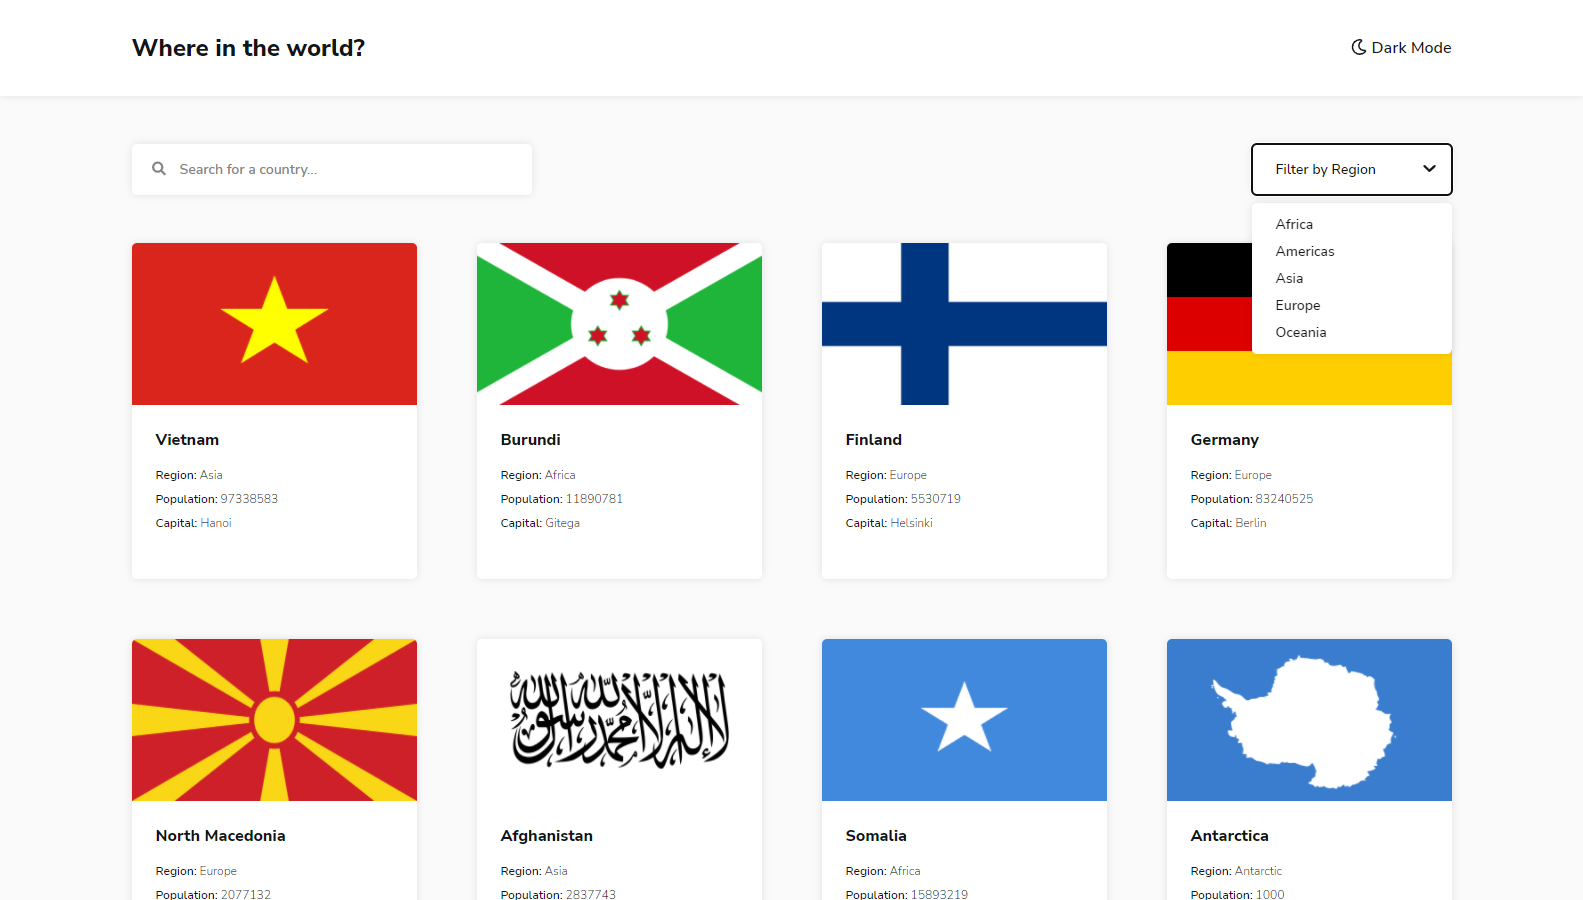 Where in the world?
Dark Mode
Search for a country...
Filter by Region
Africa
Americas
Asia
Europe
Oceania
Vietnam
Region: Asia
Population: 97338583
Capital: Hanoi
Burundi
Region: Africa
Population: 11890781
Capital: Gitega
Finland
Region: Europe
Population: 5530719
Capital: Helsinki
Germany
Region: Europe
Population: 83240525
Capital: Berlin
North Macedonia
Region: Europe
Population: 2077132
لا إله إلا الله محمد رسول الله
Afghanistan
Region: Asia
Population: 2837743
Somalia
Region: Africa
Population: 15893219
Antarctica
Region: Antarctic
Population: 1000